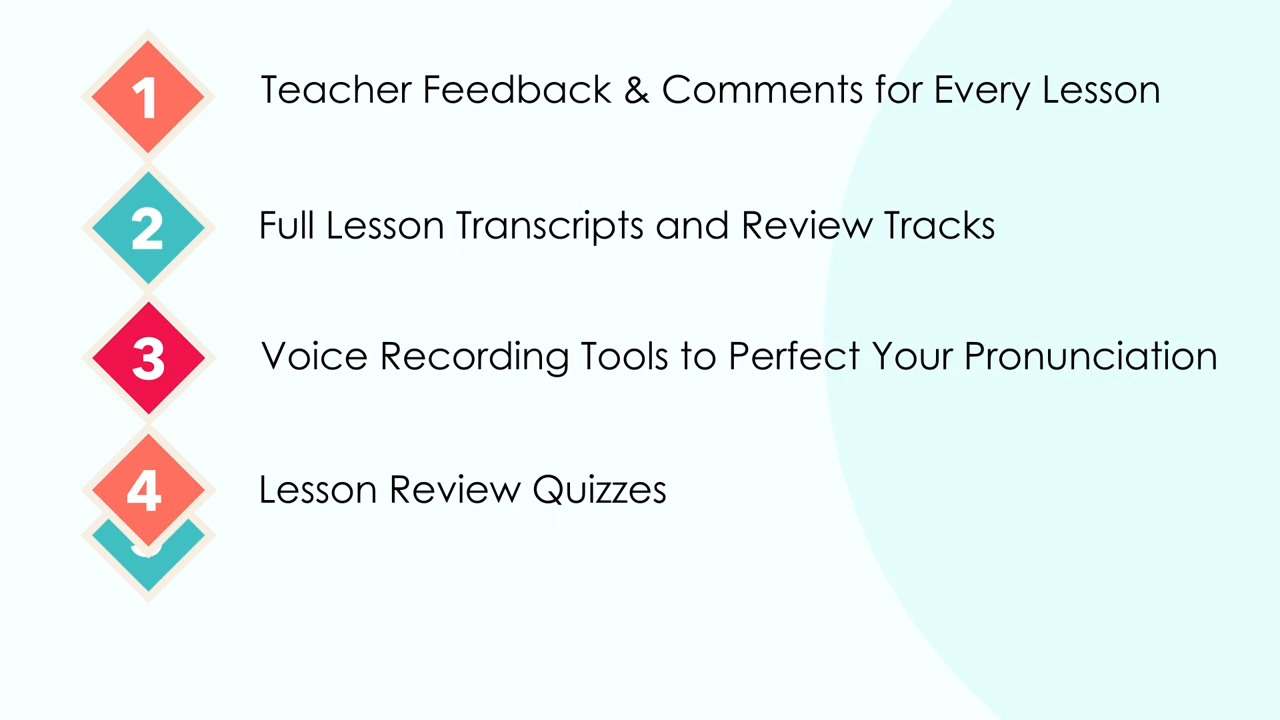 1 Teacher Feedback & Comments for Every Lesson
2 Full Lesson Transcripts and Review Tracks
3 Voice Recording Tools to Perfect Your Pronunciation
4 Lesson Review Quizzes